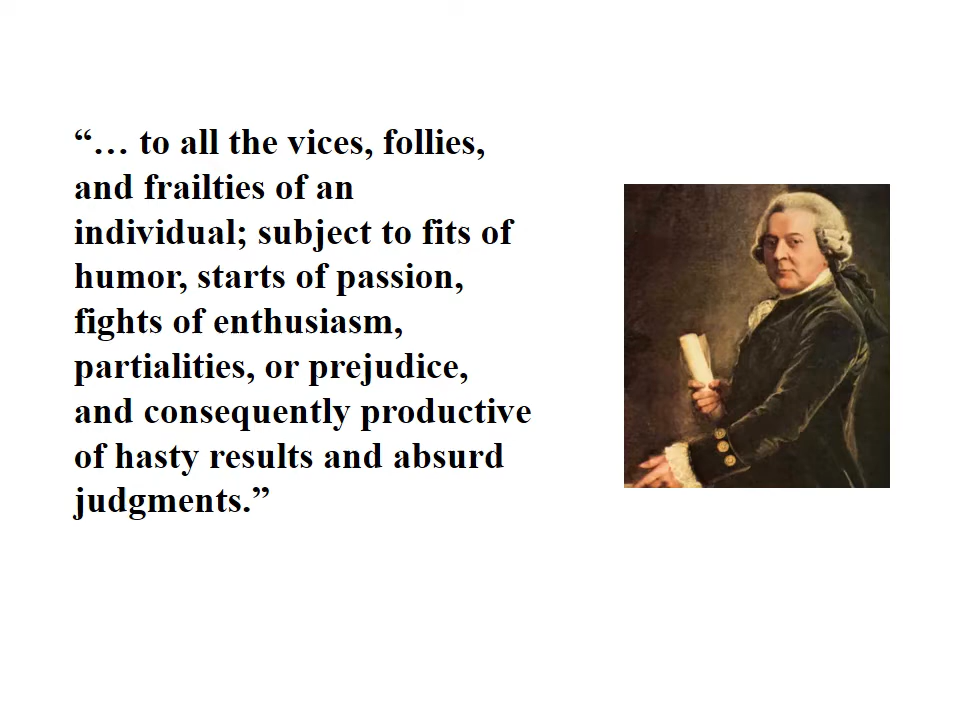 “… to all the vices, follies,
and frailties of an
individual; subject to fits of
humor, starts of passion,
fights of enthusiasm,
partialities, or prejudice,
and consequently productive
of hasty results and absurd
judgments.”